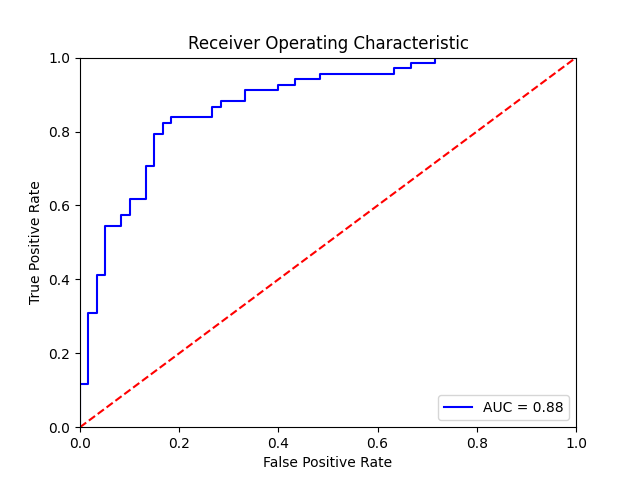 Receiver Operating Characteristic
True Positive Rate
1.0
0.8
0.6
0.4
0.2
0.0
AUC = 0.88
0.0 0.2 0.4 0.6 0.8 1.0
False Positive Rate